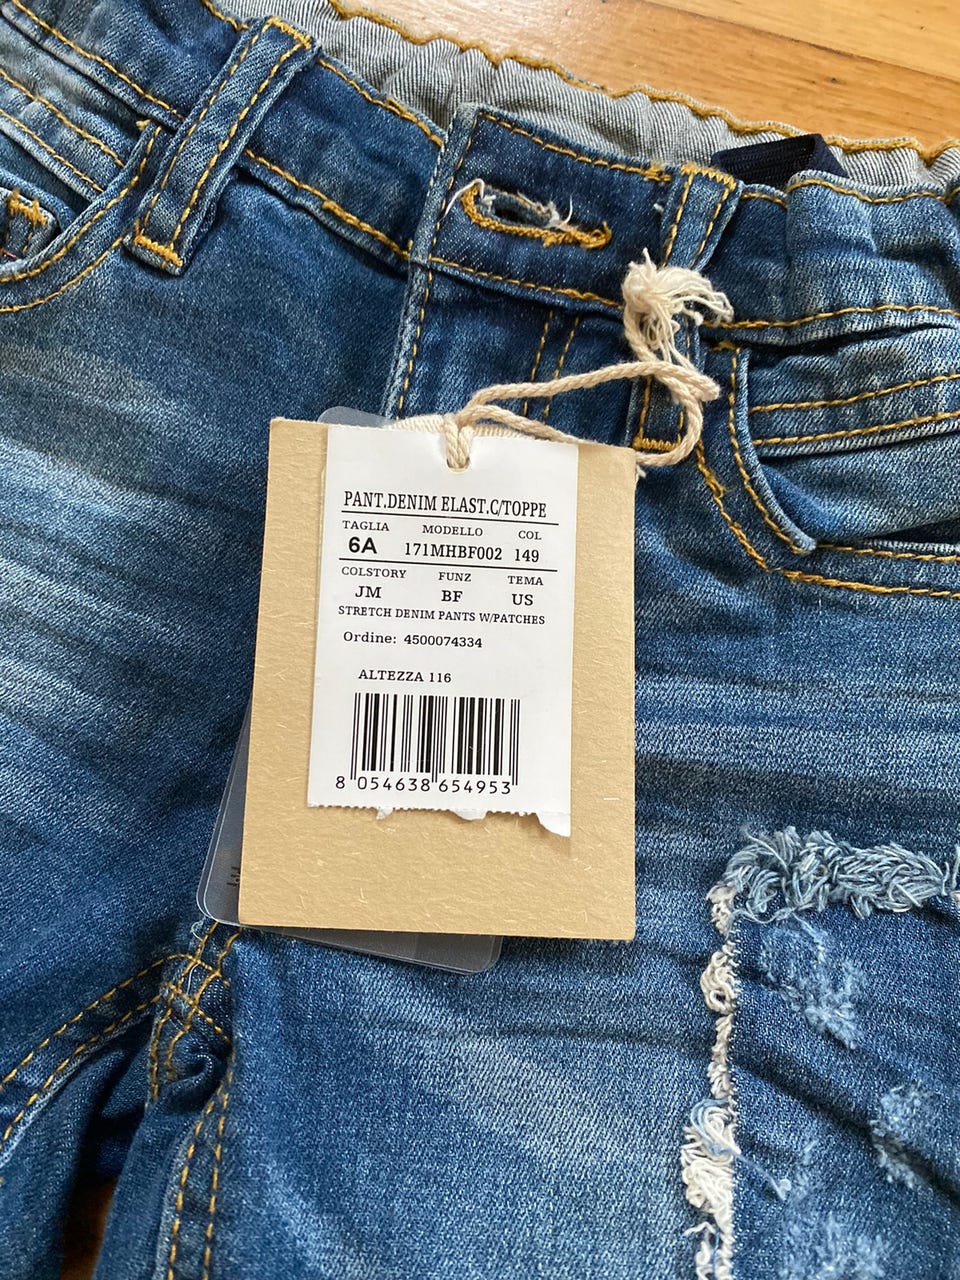 PANT.DENIM ELAST.C/TOPPE
TAGLIA MODELLO COL
6A 171MHBF002 149
COLSTORY FUNZ TEMA
JM BF US
STRETCH DENIM PANTS W/PATCHES
Ordine: 4500074334
ALTEZZA 116
8 054638 654953